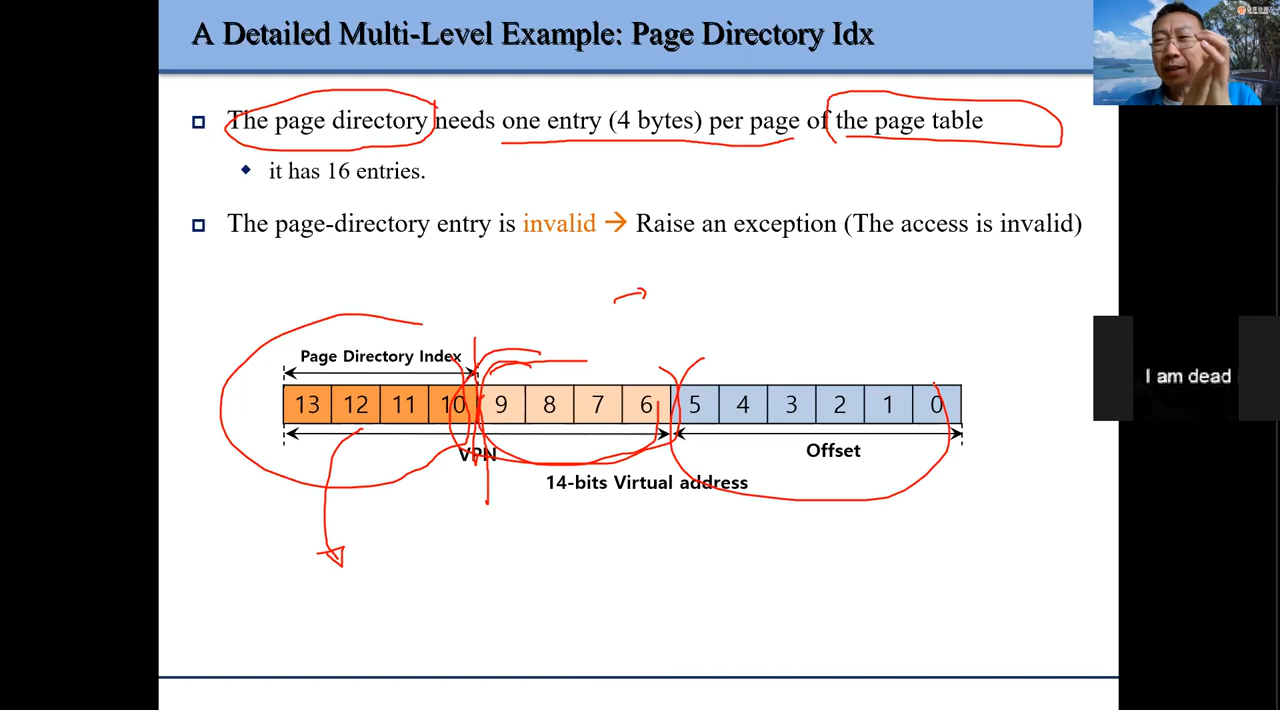 A Detailed Multi-Level Example: Page Directory Idx
The page directory needs one entry (4 bytes) per page of the page table
it has 16 entries.
The page-directory entry is invalid → Raise an exception (The access is invalid)
Page Directory Index
13 12 11 10 9 8 7 6 5 4 3 2 1 0
VPN
Offset
14-bits Virtual address
I am dead